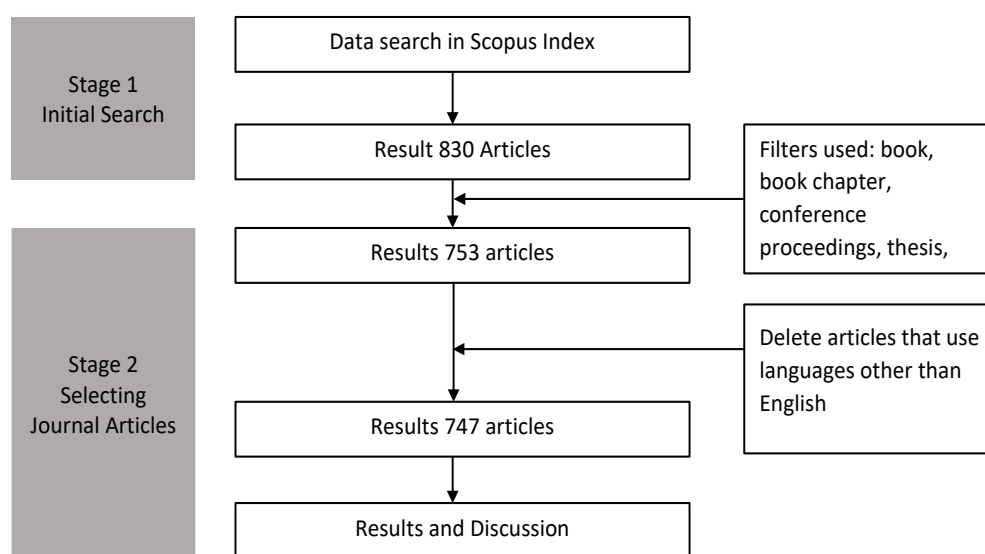 Stage 1
Initial Search
Data search in Scopus Index
Result 830 Articles
Filters used: book,
book chapter,
conference
proceedings, thesis,
Stage 2
Selecting
Journal Articles
Results 753 articles
Delete articles that use
languages other than
English
Results 747 articles
Results and Discussion